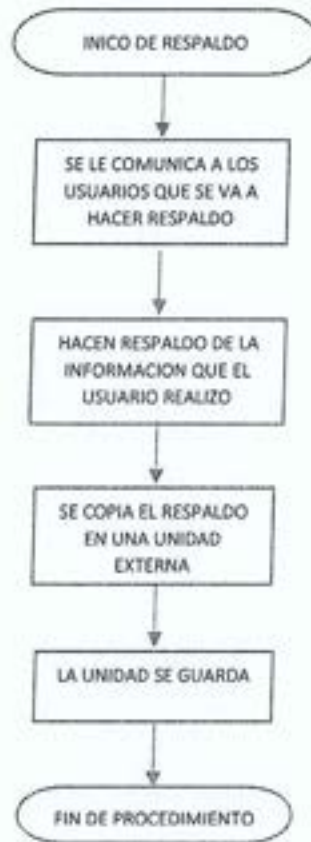 INICO DE RESPALDO
SE LE COMUNICA A LOS
USUARIOS QUE SE VA A
HACER RESPALDO
HACEN RESPALDO DE LA
INFORMACION QUE EL
USUARIO REALIZO
SE COPIA EL RESPALDO
EN UNA UNIDAD
EXTERNA
LA UNIDAD SE GUARDA
FIN DE PROCEDIMIENTO